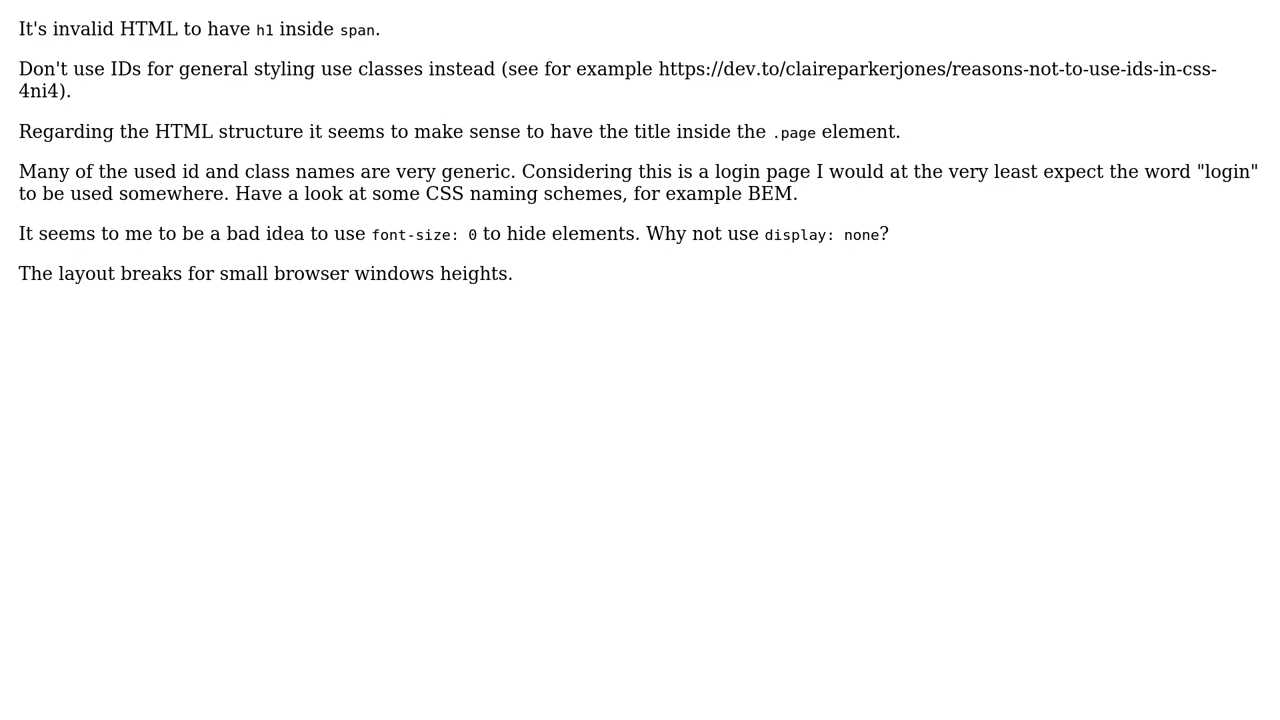 It's invalid HTML to have h1 inside span.
Don't use IDs for general styling use classes instead (see for example https://dev.to/claireparkerjones/reasons-not-to-use-ids-in-css-
4ni4).
Regarding the HTML structure it seems to make sense to have the title inside the .page element.
Many of the used id and class names are very generic. Considering this is a login page I would at the very least expect the word "login"
to be used somewhere. Have a look at some CSS naming schemes, for example BEM.
It seems to me to be a bad idea to use font-size: 0 to hide elements. Why not use display: none?
The layout breaks for small browser windows heights.